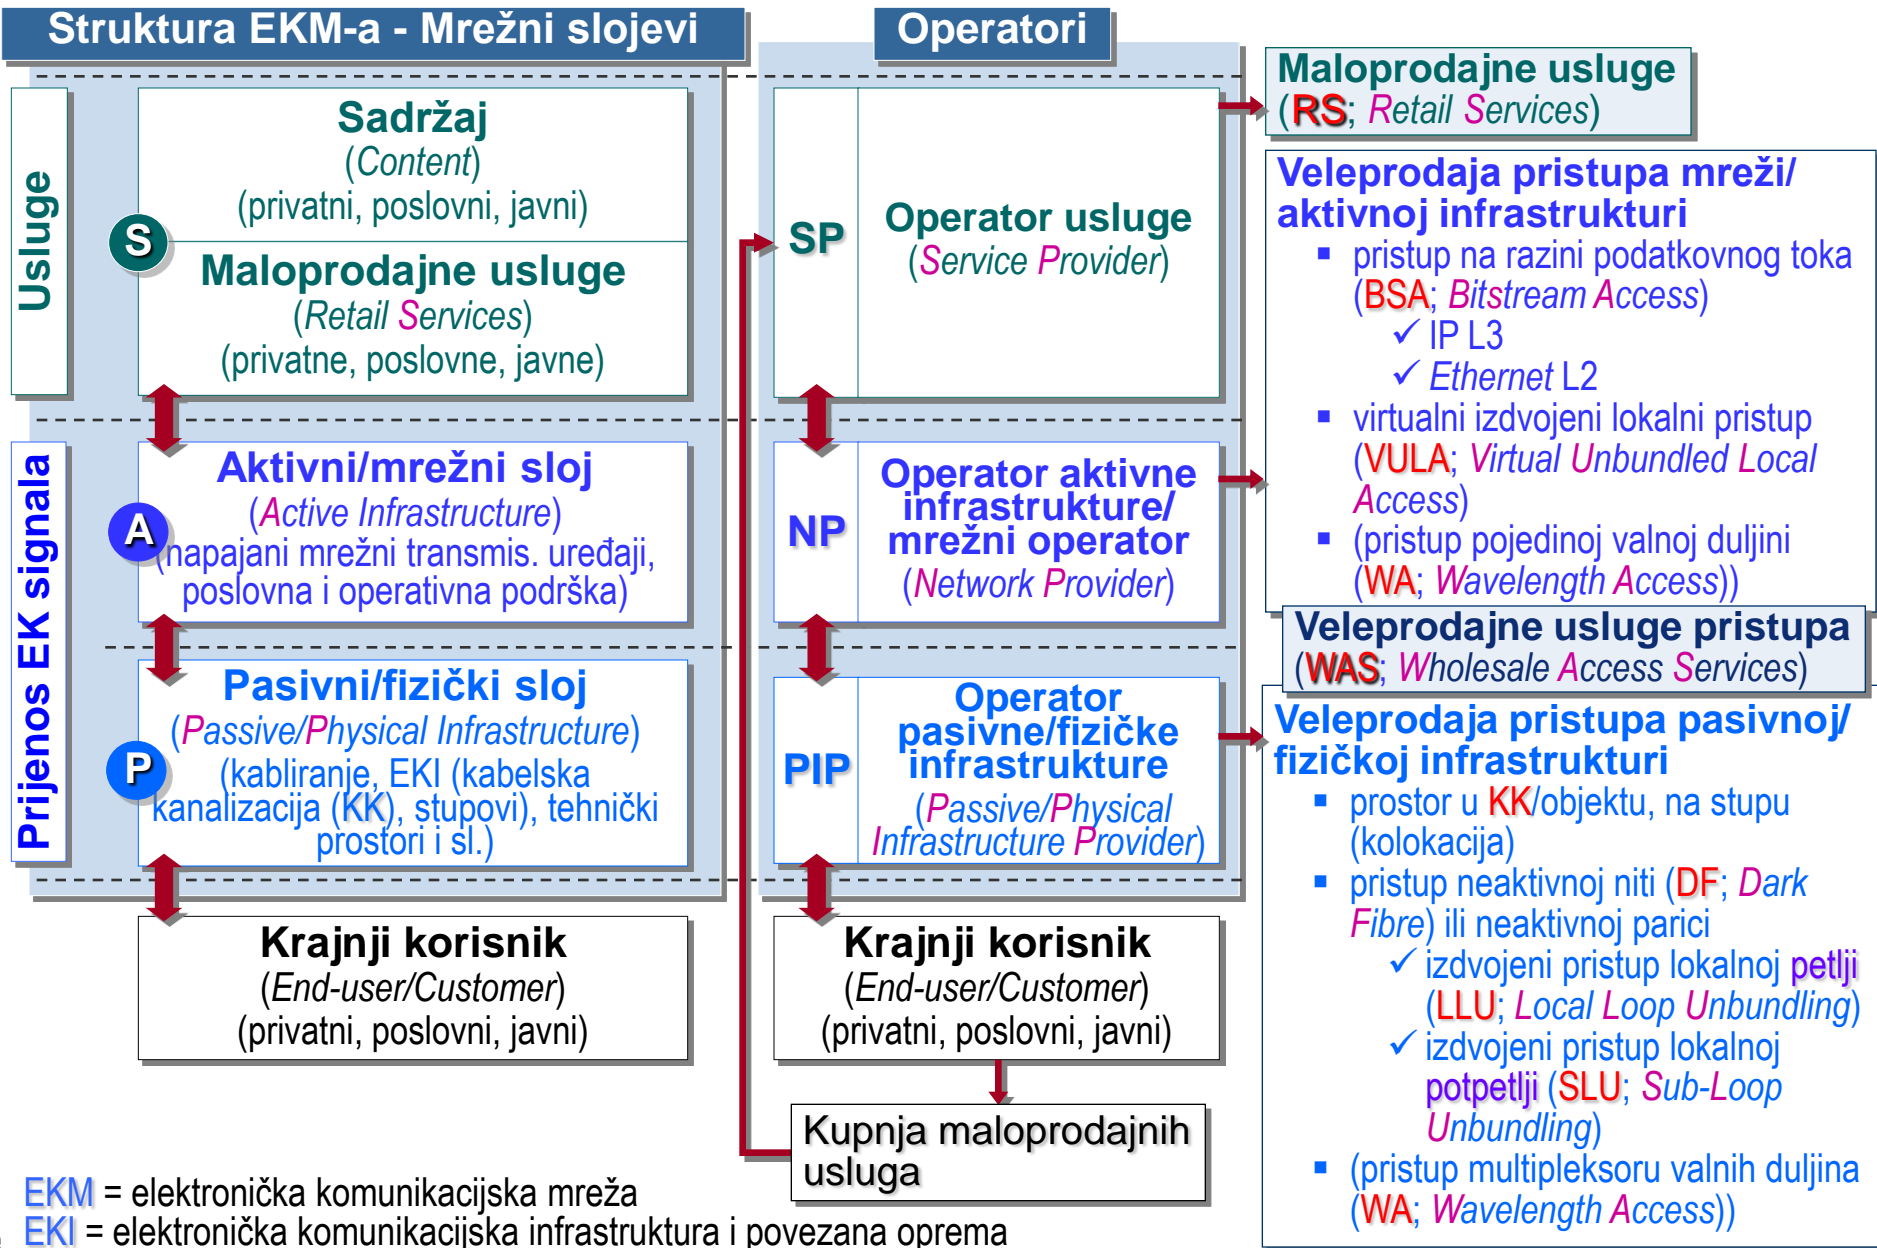 Struktura EKM-a - Mrežni slojevi
Usluge
Sadržaj
(Content)
(privatni, poslovni, javni)
S
Maloprodajne usluge
(Retail Services)
(privatne, poslovne, javne)
Prijenos EK signala
Aktivni/mrežni sloj
(Active Infrastructure)
A
(napajani mrežni transmis. uređaji,
poslovna i operativna podrška)
Pasivni/fizički sloj
(Passive/Physical Infrastructure)
P
(kabliranje, EKI (kabelska
kanalizacija (KK), stupovi), tehnički
prostori i sl.)
Krajnji korisnik
(End-user/Customer)
(privatni, poslovni, javni)
Operatori
SP
Operator usluge
(Service Provider)
NP
Operator aktivne
infrastrukture/
mrežni operator
(Network Provider)
PIP
Operator
pasivne/fizičke
infrastrukture
(Passive/Physical
Infrastructure Provider)
Krajnji korisnik
(End-user/Customer)
(privatni, poslovni, javni)
Kupnja maloprodajnih
usluga
Maloprodajne usluge
(RS; Retail Services)
Veleprodaja pristupa mreži/
aktivnoj infrastrukturi
▪ pristup na razini podatkovnog toka
(BSA; Bitstream Access)
✓ IP L3
✓ Ethernet L2
▪ virtualni izdvojeni lokalni pristup
(VULA; Virtual Unbundled Local
Access)
▪ (pristup pojedinoj valnoj duljini
(WA; Wavelength Access))
Veleprodajne usluge pristupa
(WAS; Wholesale Access Services)
Veleprodaja pristupa pasivnoj/
fizičkoj infrastrukturi
▪ prostor u KK/objektu, na stupu
(kolokacija)
▪ pristup neaktivnoj niti (DF; Dark
Fibre) ili neaktivnoj parici
✓ izdvojeni pristup lokalnoj petlji
(LLU; Local Loop Unbundling)
✓ izdvojeni pristup lokalnoj
potpetlji (SLU; Sub-Loop
Unbundling)
▪ (pristup multipleksoru valnih duljina
(WA; Wavelength Access))
EKM = elektronička komunikacijska mreža
EKI = elektronička komunikacijska infrastruktura i povezana oprema